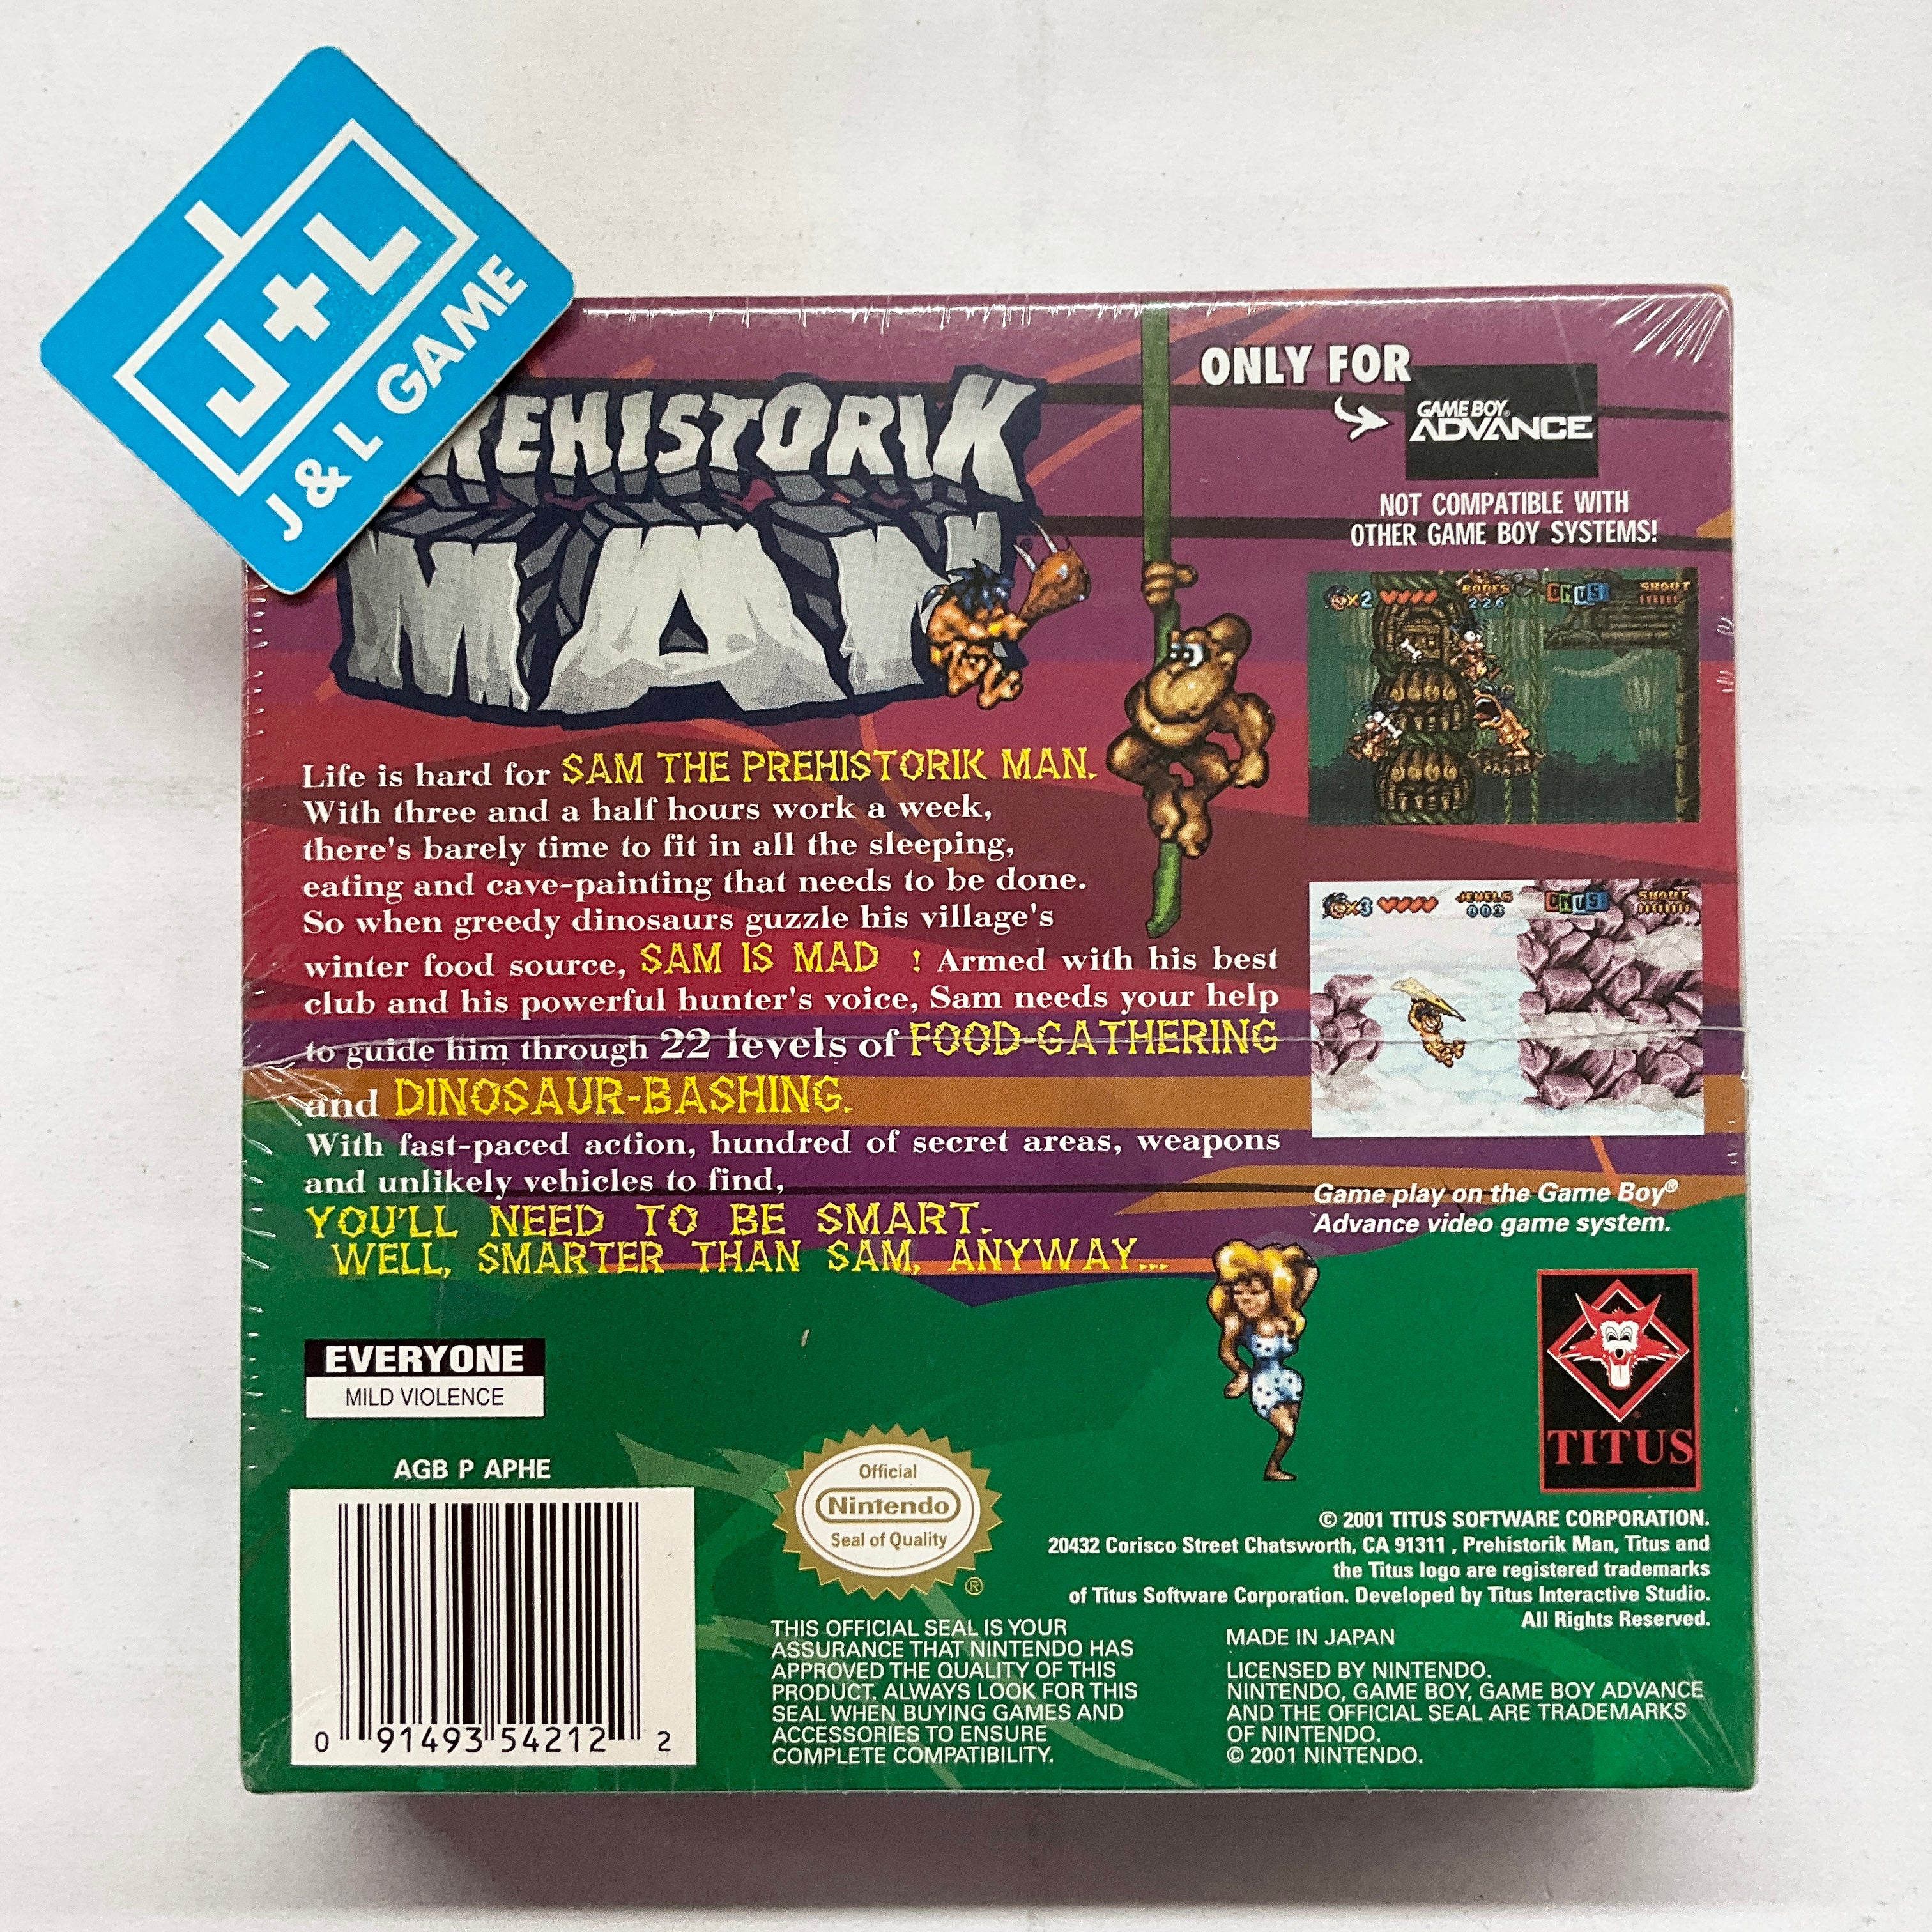 J+L
J & L GAME
REHISTORIK
MAN
ONLY FOR
GAME BOY
ADVANCE
NOT COMPATIBLE WITH
OTHER GAME BOY SYSTEMS!
x2
BONES
226
SHOUT
Life is hard for SAM THE PREHISTORIK MAN.
With three and a half hours work a week,
there's barely time to fit in all the sleeping,
eating and cave-painting that needs to be done.
So when greedy dinosaurs guzzle his village's
winter food source, SAM IS MAD ! Armed with his best
club and his powerful hunter's voice, Sam needs your help
to guide him through 22 levels of FOOD-GATHERING
and DINOSAUR-BASHING.
With fast-paced action, hundred of secret areas, weapons
and unlikely vehicles to find,
YOU'LL NEED TO BE SMART.
WELL, SMARTER THAN SAM, ANYWAY...
x3
JEWELS
003
SHOUT
Game play on the Game Boy®
Advance video game system.
EVERYONE
MILD VIOLENCE
AGB P APHE
0 91493 54212 2
Official
Nintendo
Seal of Quality
®
THIS OFFICIAL SEAL IS YOUR
ASSURANCE THAT NINTENDO HAS
APPROVED THE QUALITY OF THIS
PRODUCT. ALWAYS LOOK FOR THIS
SEAL WHEN BUYING GAMES AND
ACCESSORIES TO ENSURE
COMPLETE COMPATIBILITY.
TITUS
© 2001 TITUS SOFTWARE CORPORATION.
20432 Corisco Street Chatsworth, CA 91311 , Prehistorik Man, Titus and
the Titus logo are registered trademarks
of Titus Software Corporation. Developed by Titus Interactive Studio.
All Rights Reserved.
MADE IN JAPAN
LICENSED BY NINTENDO.
NINTENDO, GAME BOY, GAME BOY ADVANCE
AND THE OFFICIAL SEAL ARE TRADEMARKS
OF NINTENDO.
© 2001 NINTENDO.